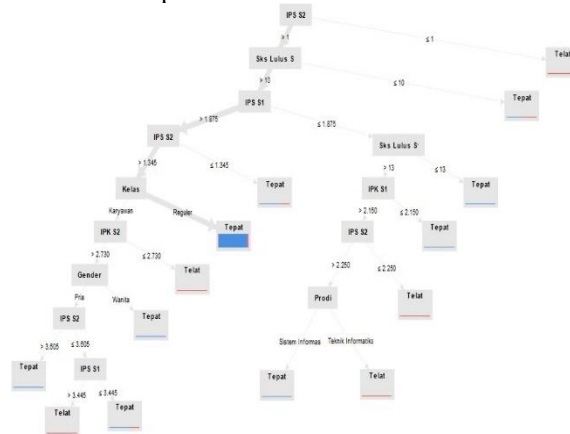 IPS S2
> 1
≤ 1
Sks Lulus S
Telat
> 10
≤ 10
IPS S1
Tepat
> 1.875
≤ 1.875
IPS S2
Sks Lulus S
> 1.345
≤ 1.345
> 13
≤ 13
Kelas
Tepat
IPK S1
Tepat
Karyawan
Reguler
> 2.150
≤ 2.150
IPK S2
Tepat
IPS S2
Tepat
> 2.730
≤ 2.730
> 2.250
≤ 2.250
Gender
Telat
Prodi
Telat
Pria
Wanita
IPS S2
Tepat
Sistem Informas
Teknik Informatika
> 3.605
≤ 3.605
Tepat
IPS S1
Tepat
Telat
> 3.445
≤ 3.445
Telat
Tepat